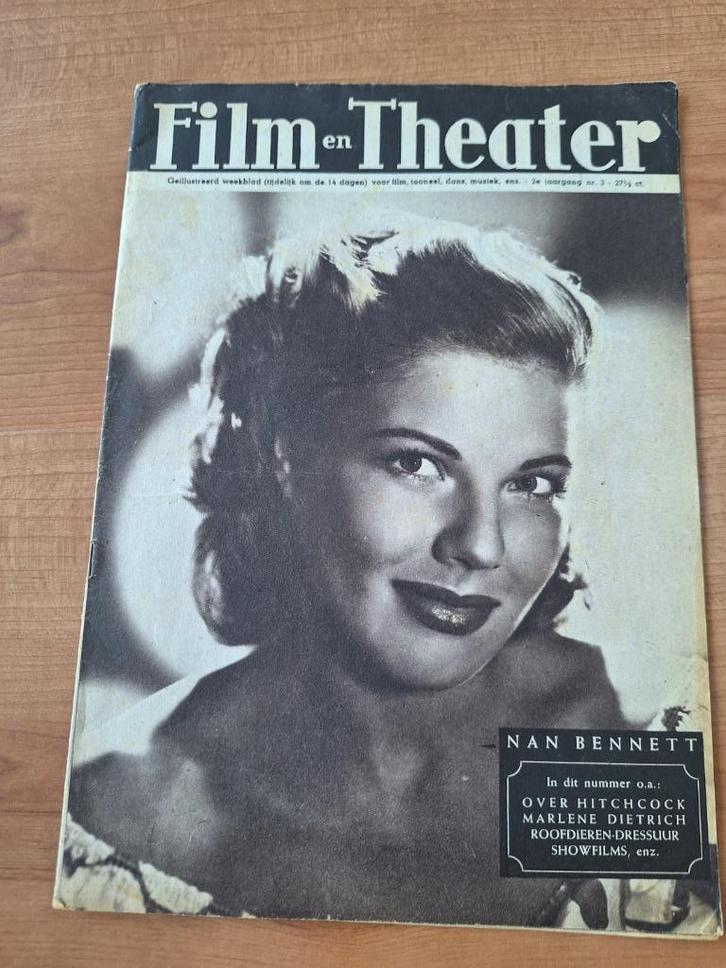 Film en Theater
Geïllustreerd weekblad (tijdelijk om de 14 dagen) voor film, tooneel, dans, muziek, enz. - 2e jaargang nr. 3 - 27½ ct.
NAN BENNETT
In dit nummer o.a.:
OVER HITCHCOCK
MARLENE DIETRICH
ROOFDIEREN-DRESSUUR
SHOWFILMS, enz.